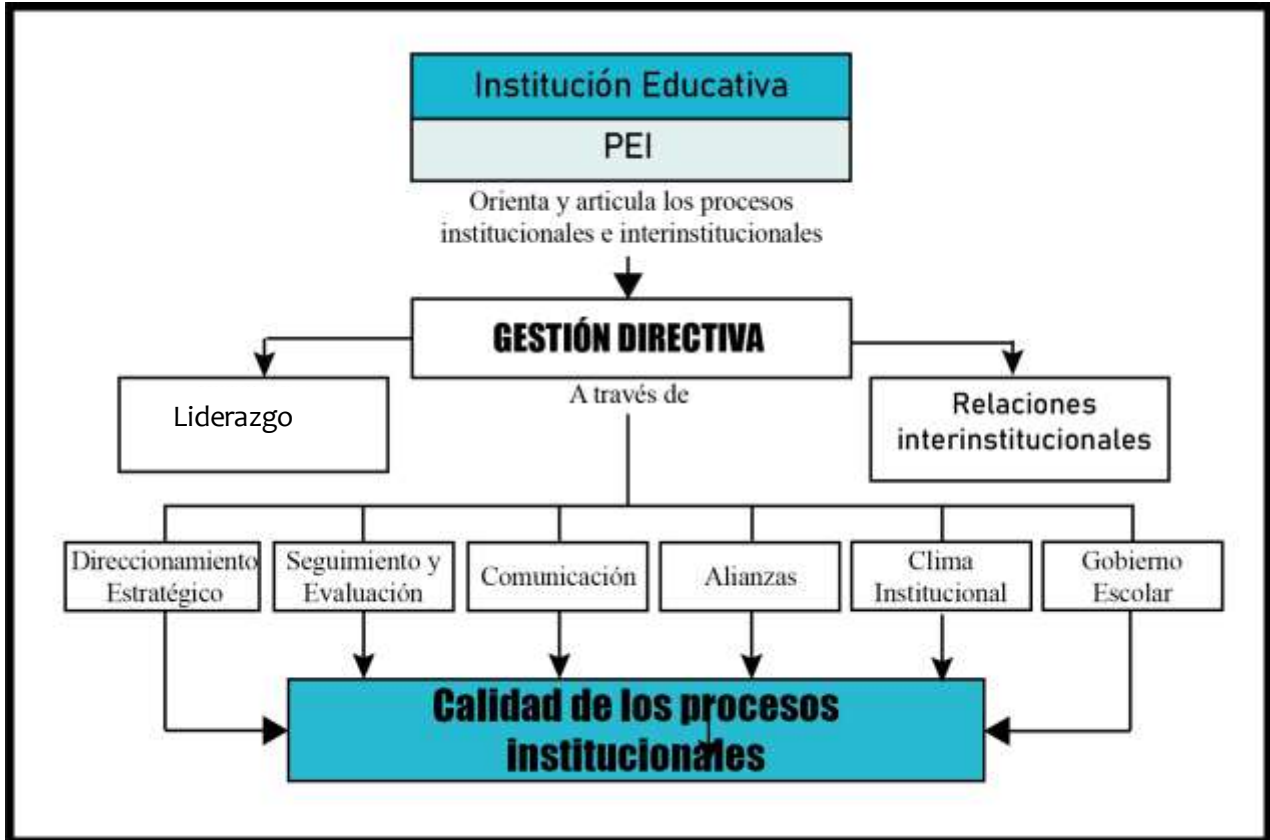 Institución Educativa
PEI
Orienta y articula los procesos
institucionales e interinstitucionales
GESTIÓN DIRECTIVA
A través de
Liderazgo
Relaciones
interinstitucionales
Direccionamiento
Estratégico
Seguimiento y
Evaluación
Comunicación
Alianzas
Clima
Institucional
Gobierno
Escolar
Calidad de los procesos
institucionales